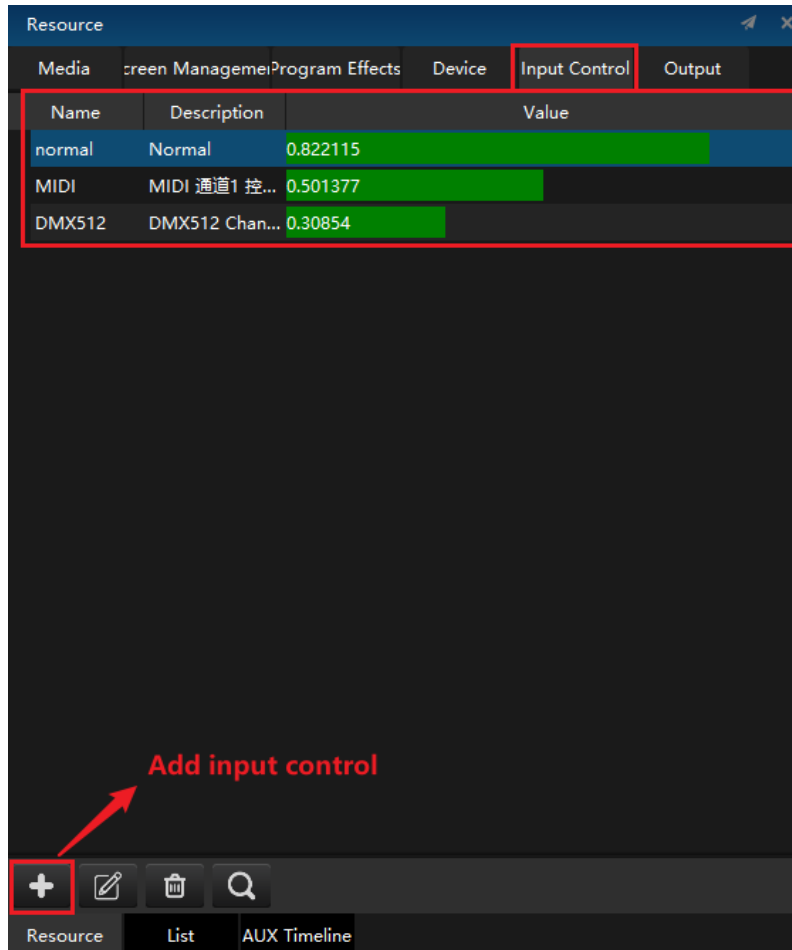 Resource
Media creen Managemen Program Effects Device Input Control Output
Name Description Value
normal Normal 0.822115
MIDI MIDI 通道1 控... 0.501377
DMX512 DMX512 Chan... 0.30854
Add input control
Resource List AUX Timeline